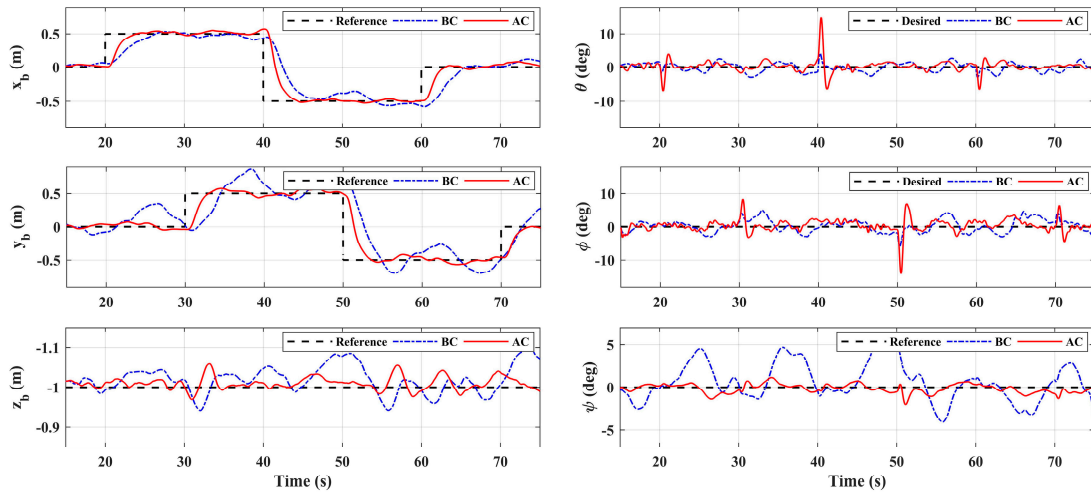 Reference BC AC
0.5
0
-0.5
x_b (m)
20 30 40 50 60 70
Desired BC AC
10
0
-10
θ (deg)
20 30 40 50 60 70
Reference BC AC
0.5
0
-0.5
y_b (m)
20 30 40 50 60 70
Desired BC AC
10
0
-10
ϕ (deg)
20 30 40 50 60 70
Reference BC AC
-1.1
-1
-0.9
z_b (m)
20 30 40 50 60 70
Time (s)
Reference BC AC
5
0
-5
ψ (deg)
20 30 40 50 60 70
Time (s)